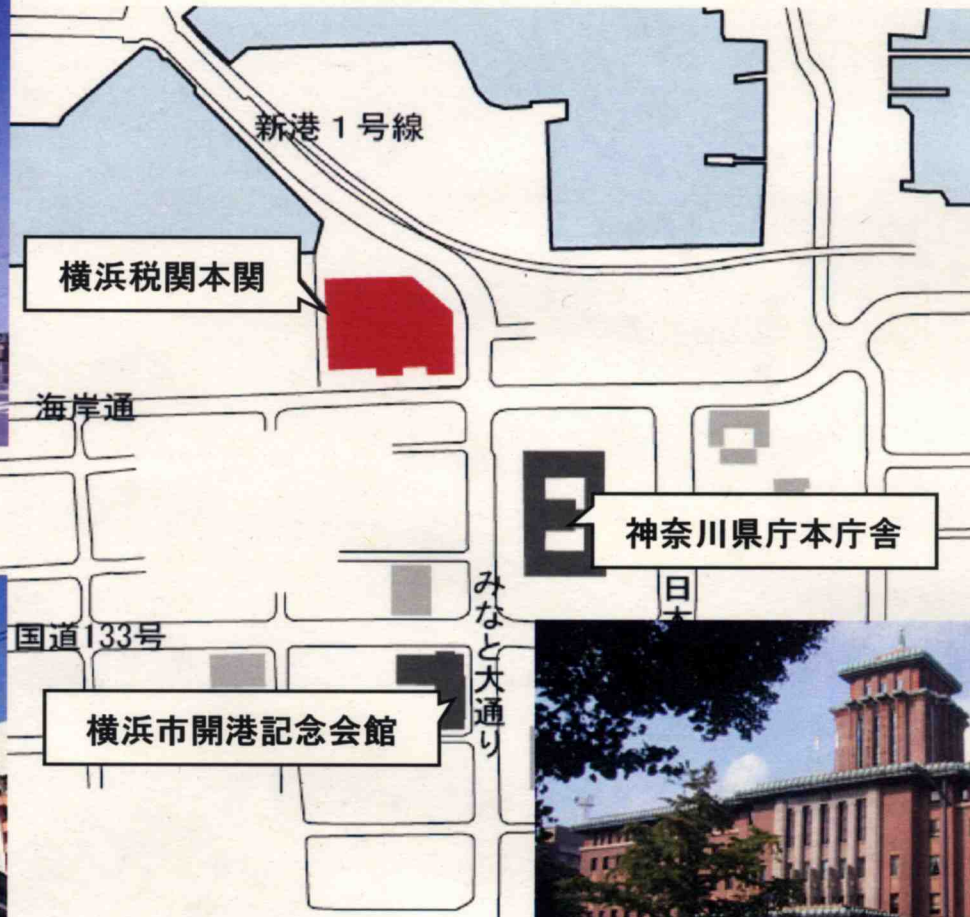 新港１号線
横浜税関本関
海岸通
神奈川県庁本庁舎
日本
国道133号
みなと大通り
横浜市開港記念会館